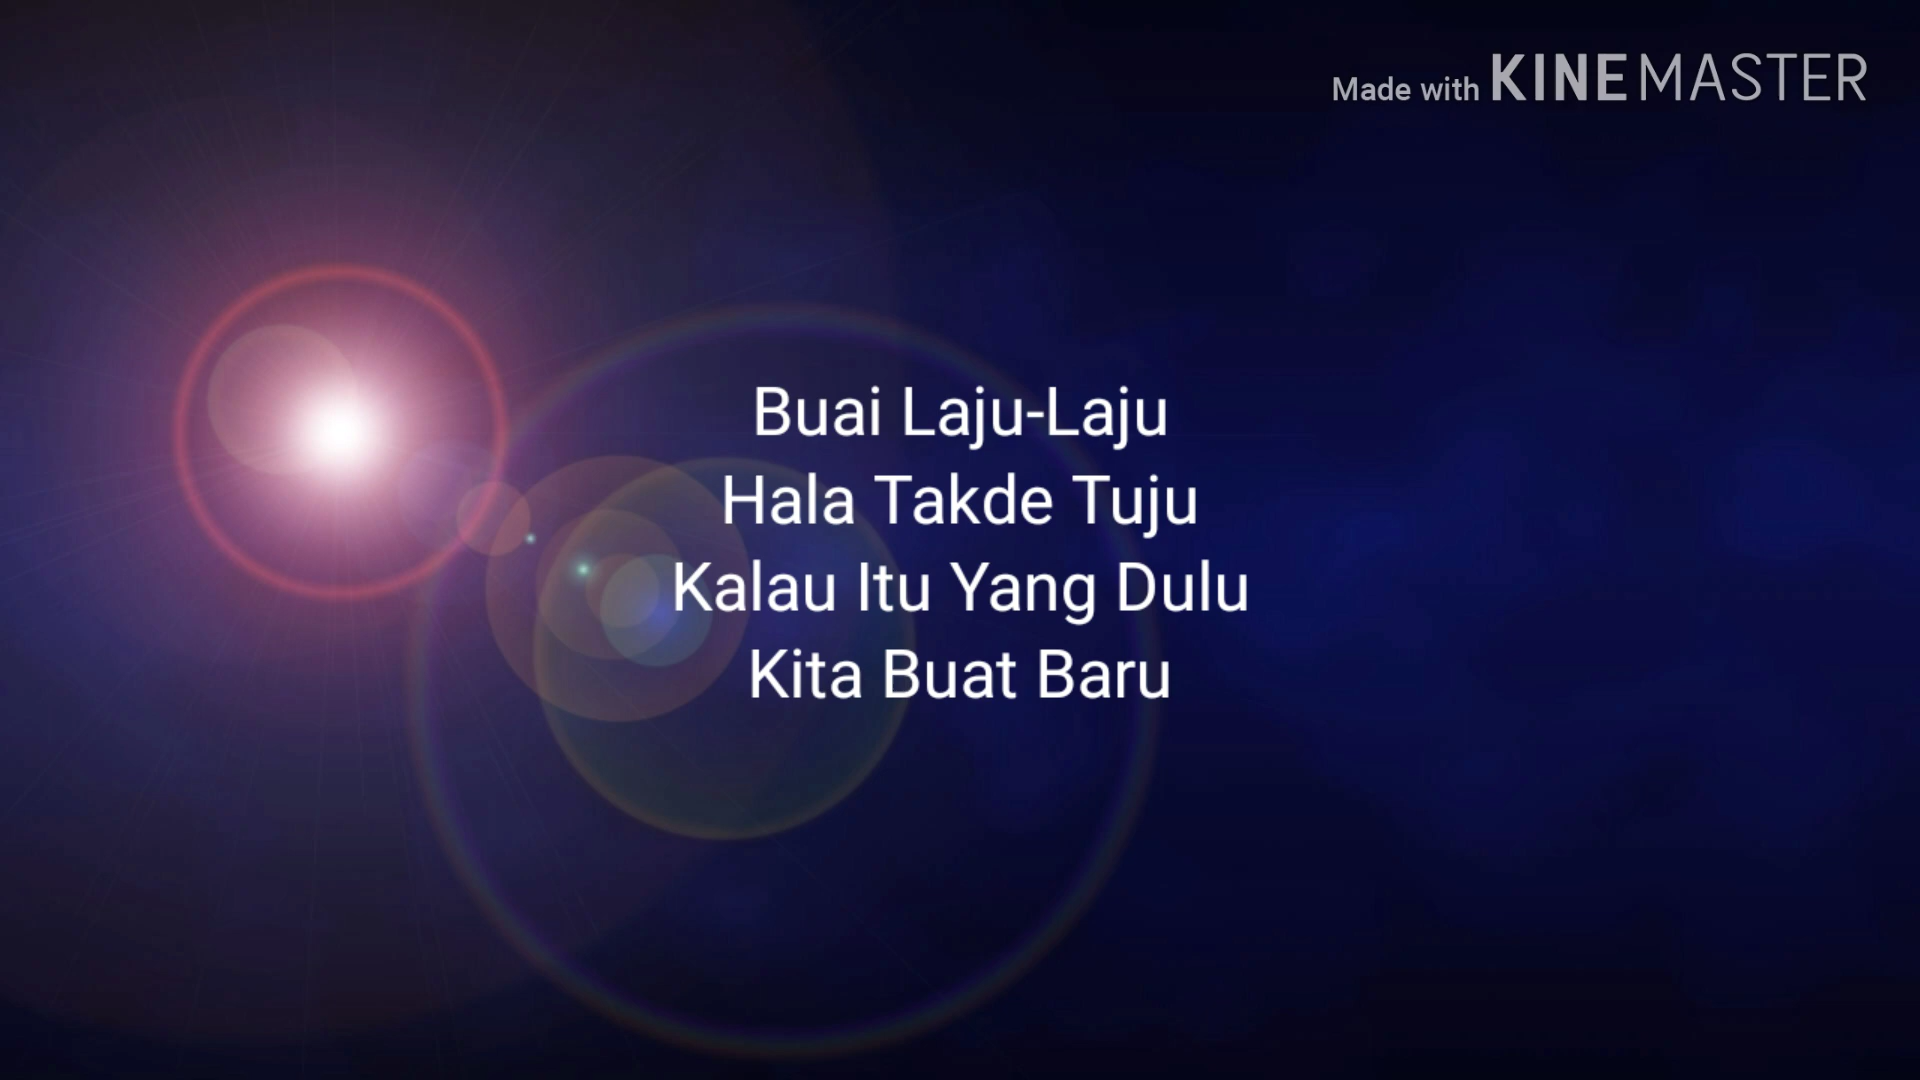 Made with KINEMASTER
Buai Laju-Laju
Hala Takde Tuju
Kalau Itu Yang Dulu
Kita Buat Baru